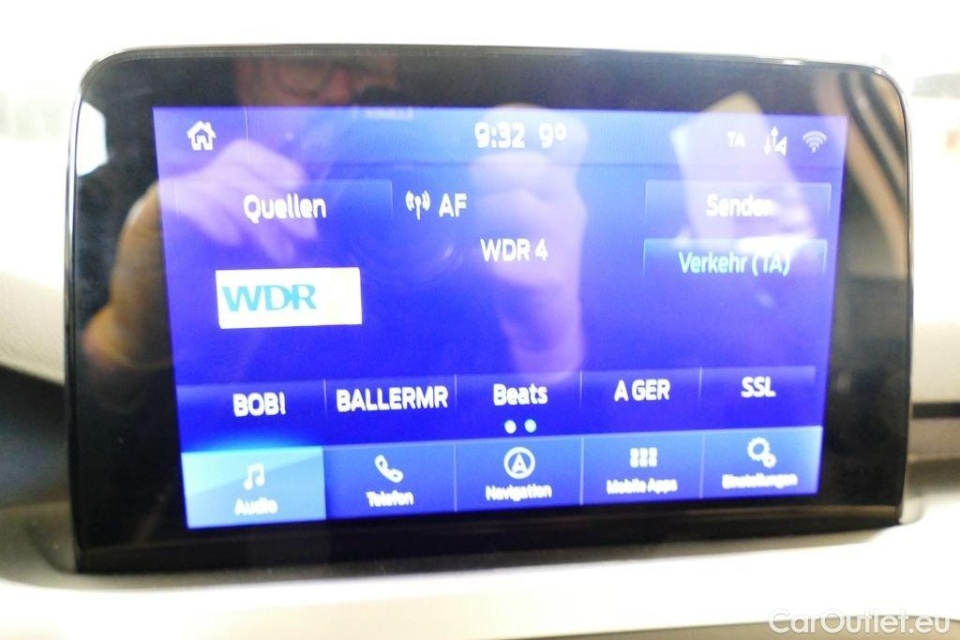 9:32 9°
TA
Quellen
AF
Sender
WDR 4
Verkehr (TA)
WDR
BOB!
BALLERMR
Beats
A GER
SSL
Audio
Telefon
Navigation
Mobile Apps
Einstellungen
CarOutlet.eu